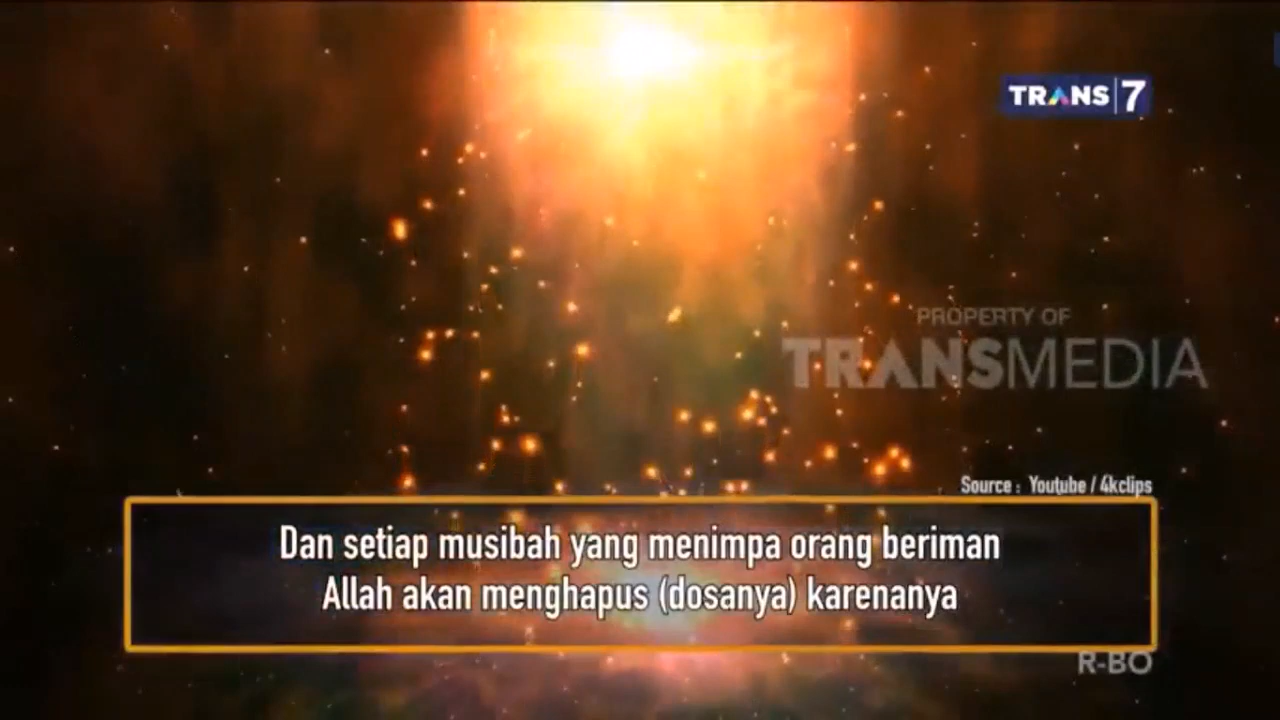 TRANS|7
PROPERTY OF
TRANSMEDIA
Source : Youtube / 4kclips
Dan setiap musibah yang menimpa orang beriman
Allah akan menghapus (dosanya) karenanya
R-BO